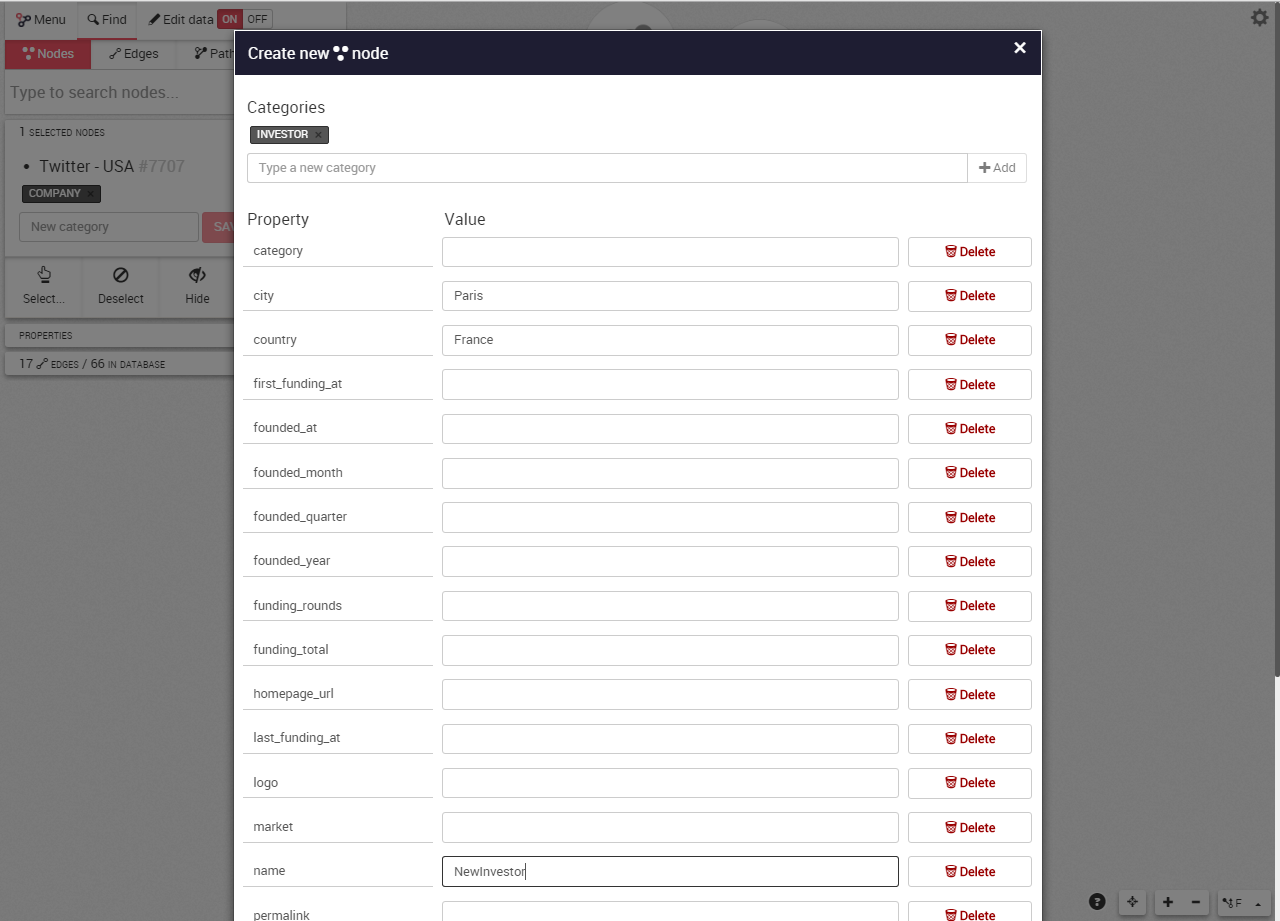 Menu Find Edit data ON OFF
Nodes Edges Path
Type to search nodes...
1 SELECTED NODES
Twitter - USA #7707
COMPANY ×
New category SAV
Select... Deselect Hide
PROPERTIES
17 EDGES / 66 IN DATABASE
Create new node ×
Categories
INVESTOR ×
Type a new category + Add
Property Value
category Delete
city Paris Delete
country France Delete
first_funding_at Delete
founded_at Delete
founded_month Delete
founded_quarter Delete
founded_year Delete
funding_rounds Delete
funding_total Delete
homepage_url Delete
last_funding_at Delete
logo Delete
market Delete
name NewInvestor Delete
permalink Delete
? + − F